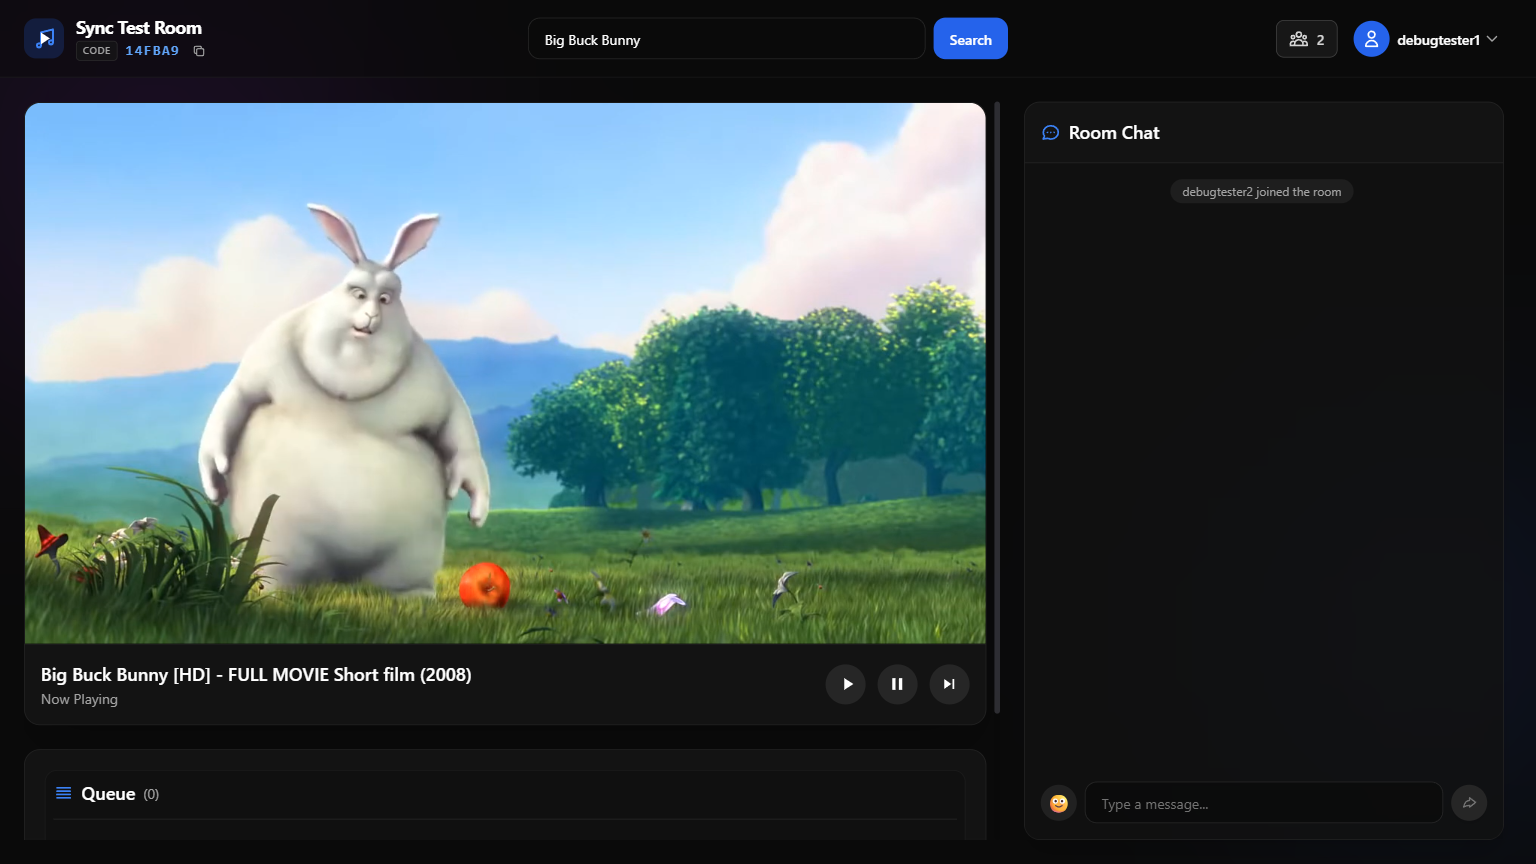 Sync Test Room
CODE 14FBA9
Big Buck Bunny
Search
2
debugtester1
Big Buck Bunny [HD] - FULL MOVIE Short film (2008)
Now Playing
Queue (0)
Room Chat
debugtester2 joined the room
Type a message...